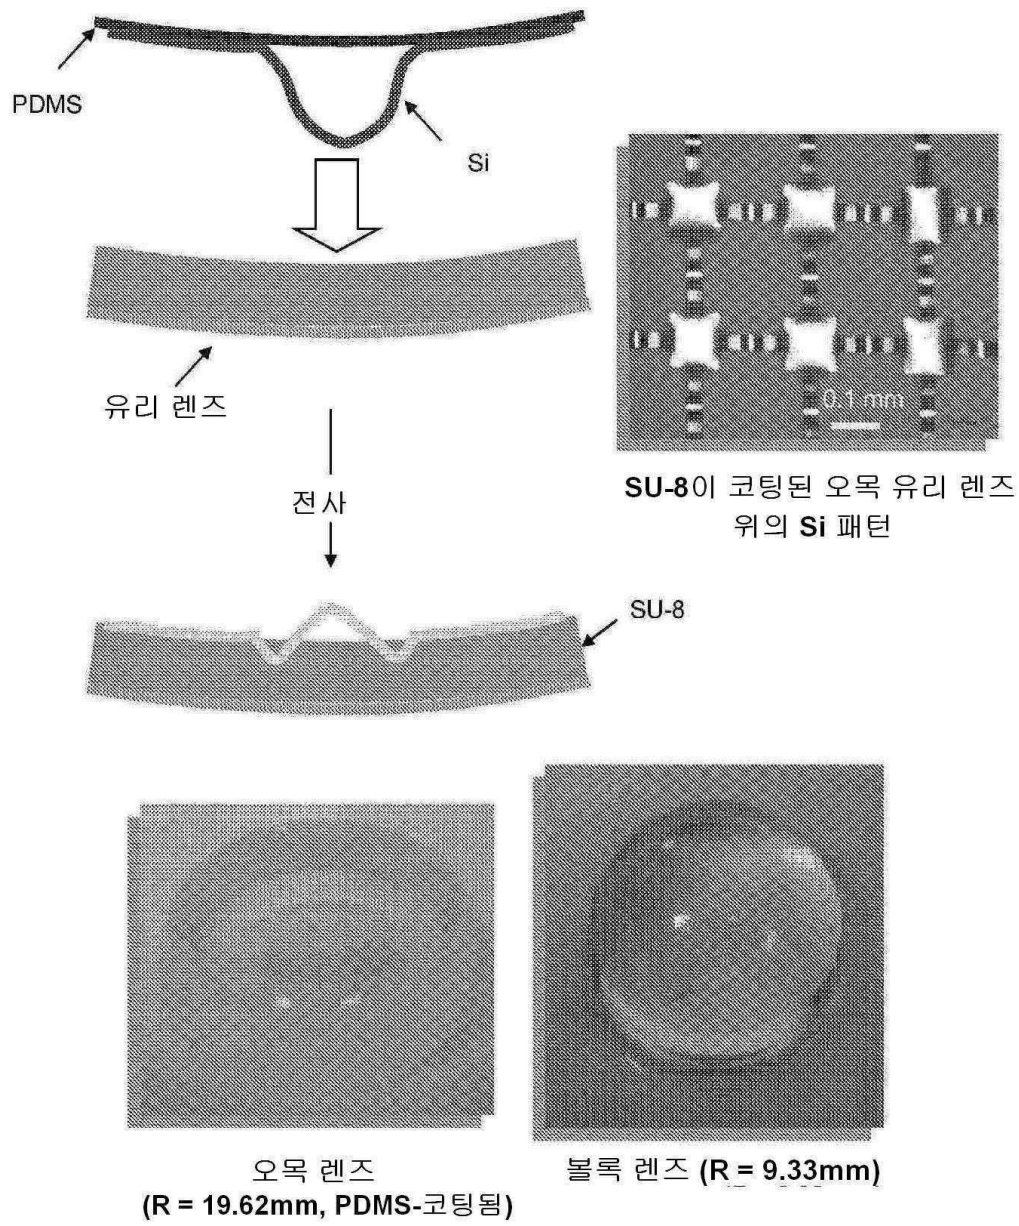 PDMS
Si
유리 렌즈
0.1 mm
SU-8이 코팅된 오목 유리 렌즈
위의 Si 패턴
전사
SU-8
오목 렌즈
(R = 19.62mm, PDMS-코팅됨)
볼록 렌즈 (R = 9.33mm)